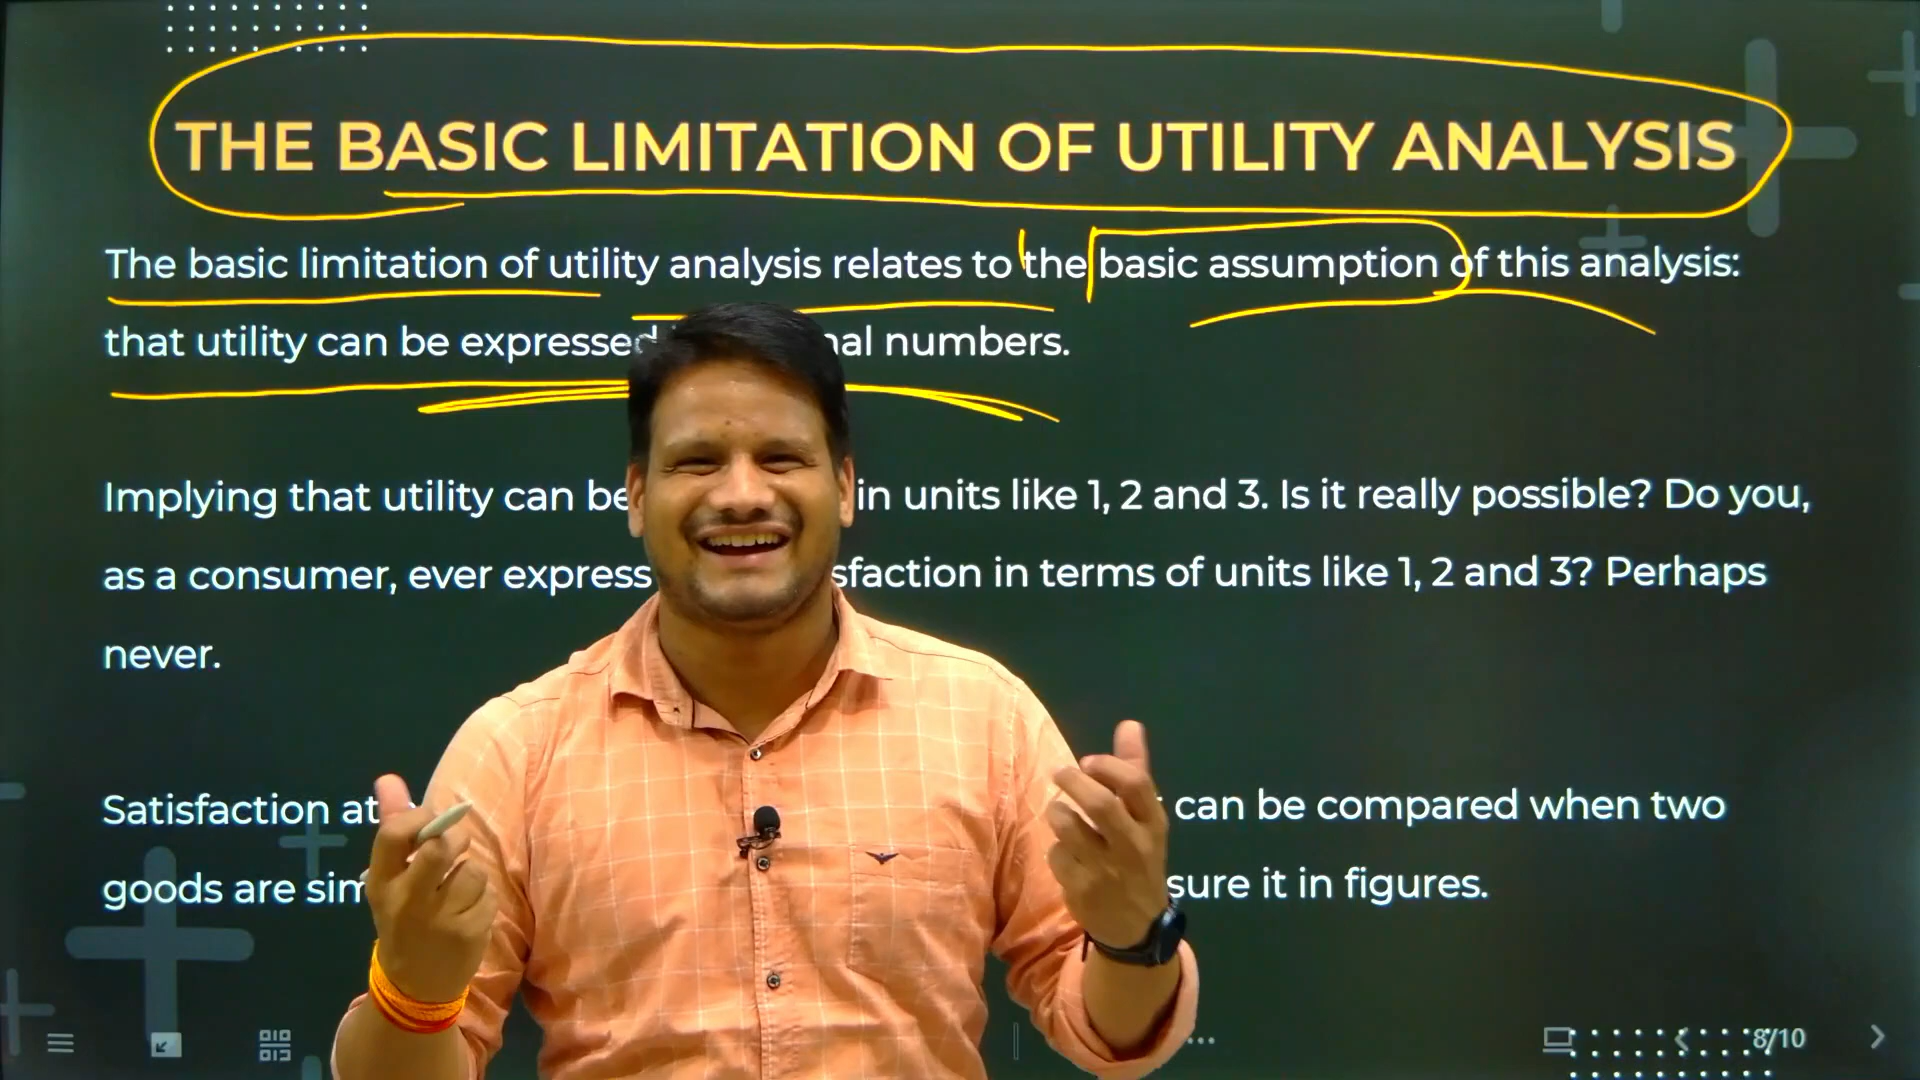 THE BASIC LIMITATION OF UTILITY ANALYSIS
The basic limitation of utility analysis relates to the basic assumption of this analysis:
that utility can be expressed nal numbers.
Implying that utility can be in units like 1, 2 and 3. Is it really possible? Do you,
as a consumer, ever express sfaction in terms of units like 1, 2 and 3? Perhaps
never.
Satisfaction at can be compared when two
goods are sim sure it in figures.
8/10